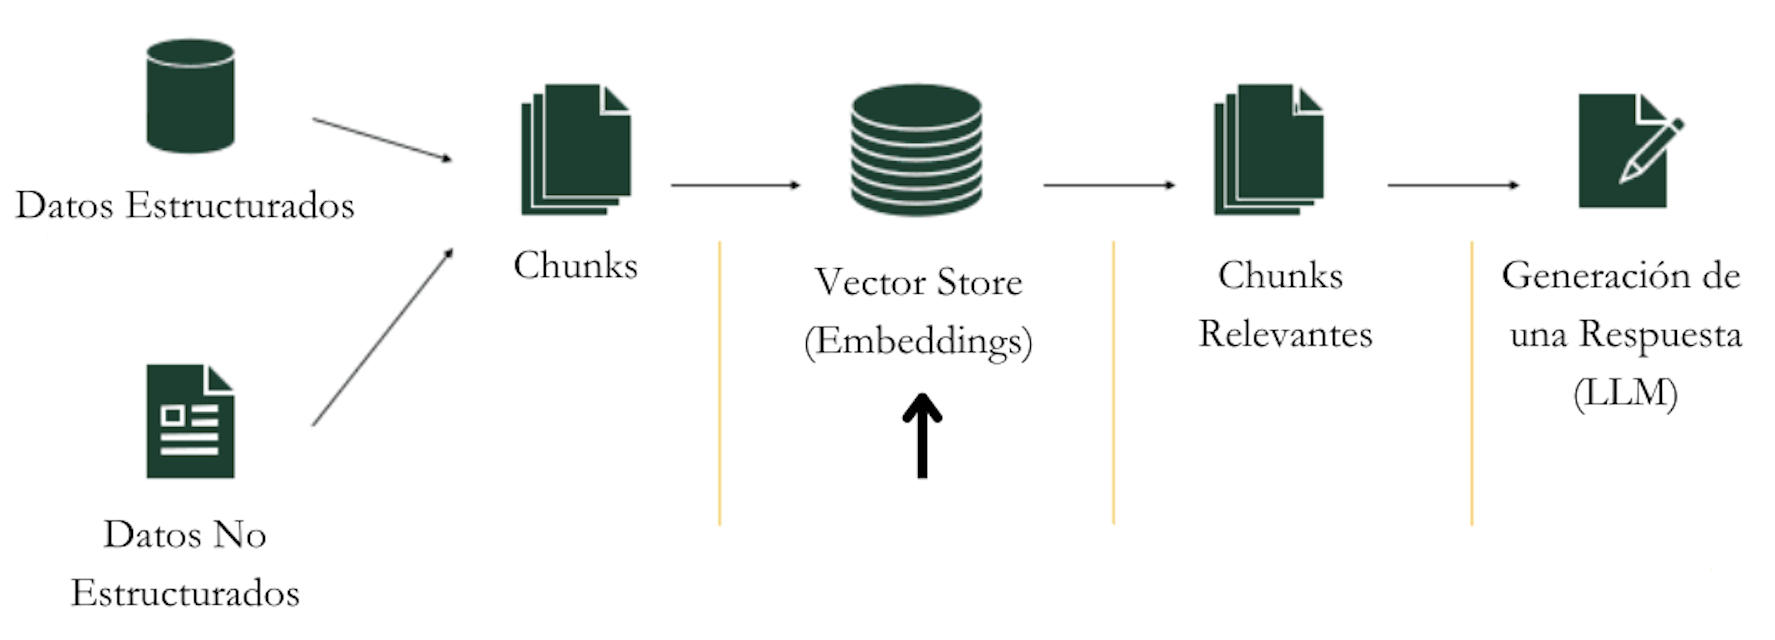 Datos Estructurados
Datos No
Estructurados
Chunks
Vector Store
(Embeddings)
Chunks
Relevantes
Generación de
una Respuesta
(LLM)